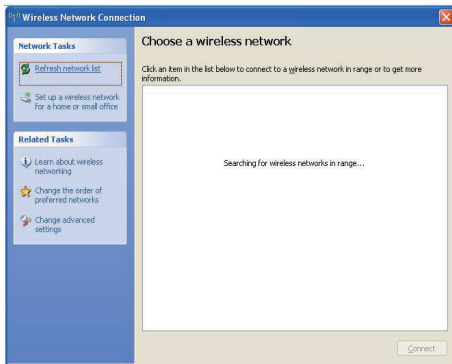 Wireless Network Connection
Network Tasks
Refresh network list
Set up a wireless network
for a home or small office
Related Tasks
Learn about wireless
networking
Change the order of
preferred networks
Change advanced
settings
Choose a wireless network
Click an item in the list below to connect to a wireless network in range or to get more
information.
Searching for wireless networks in range...
Connect